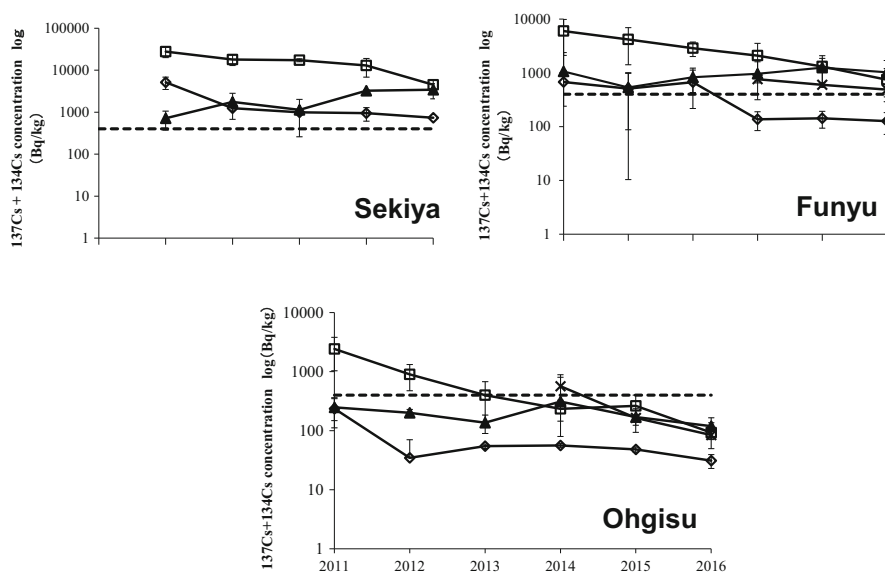 137Cs + 134Cs concentration log
(Bq/kg)
100000
10000
1000
100
10
1
Sekiya
137Cs+134Cs concentration log
(Bq/kg)
10000
1000
100
10
1
Funyu
137Cs+134Cs concentration log(Bq/kg)
10000
1000
100
10
1
Ohgisu
2011 2012 2013 2014 2015 2016